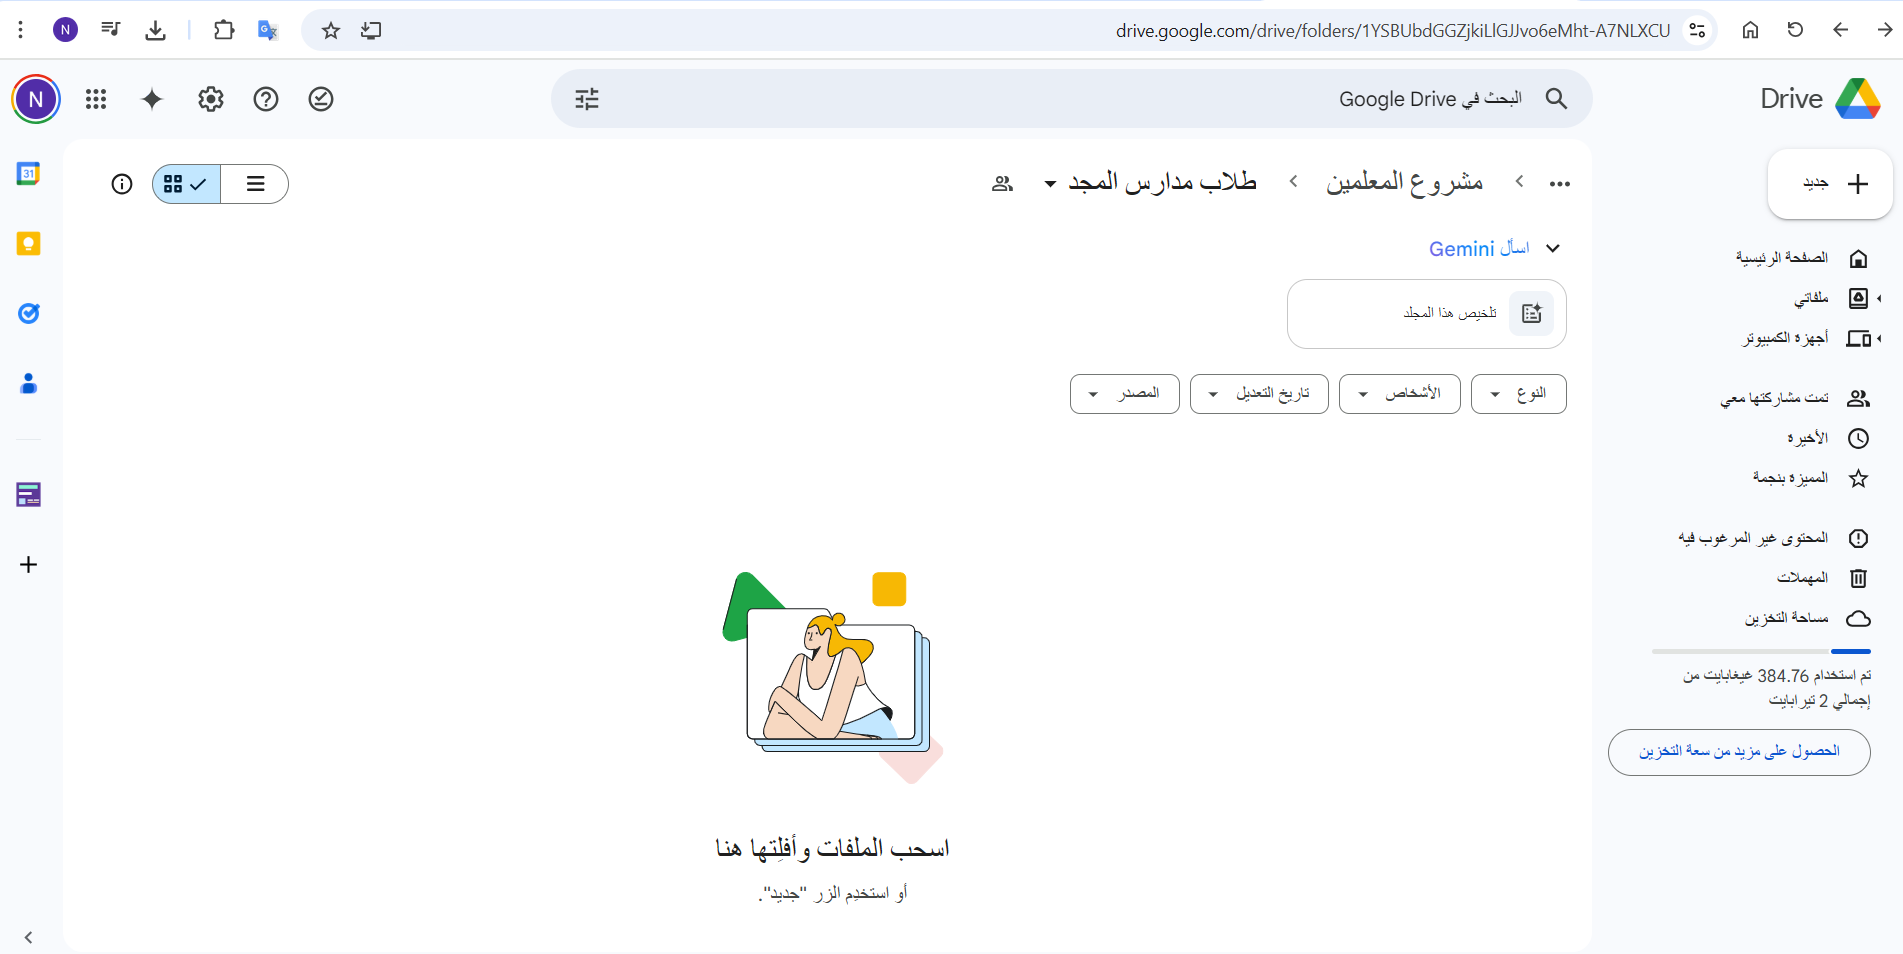 drive.google.com/drive/folders/1YSBUbdGGZjkiLlGJJvo6eMht-A7NLXCU
N
Drive
البحث في Google Drive
N
جديد
الصفحة الرئيسية
ملفاتي
أجهزة الكمبيوتر
تمت مشاركتها معي
الأخيرة
المميزة بنجمة
المحتوى غير المرغوب فيه
المهملات
مساحة التخزين
تم استخدام 384.76 غيغابايت من
إجمالي 2 تيرابايت
الحصول على مزيد من سعة التخزين
مشروع المعلمين
طلاب مدارس المجد
اسأل Gemini
تلخيص هذا المجلد
النوع
الأشخاص
تاريخ التعديل
المصدر
اسحب الملفات وأفلِتها هنا
أو استخدِم الزر "جديد".
31